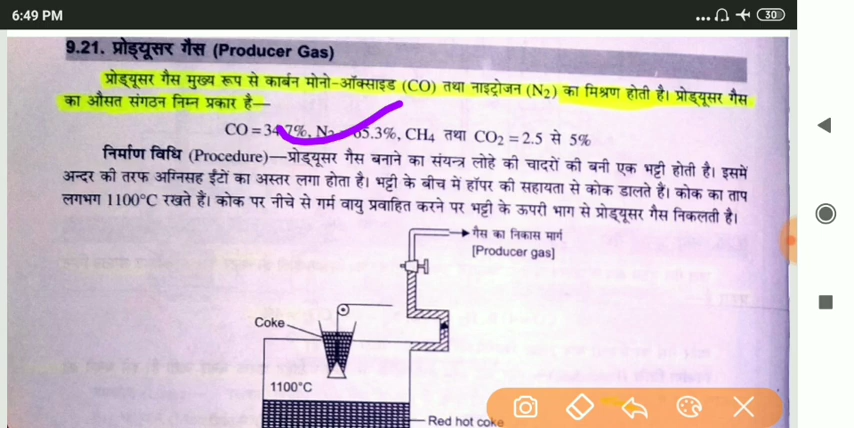 6:49 PM
30
9.21. प्रोड्यूसर गैस (Producer Gas)
प्रोड्यूसर गैस मुख्य रूप से कार्बन मोनो-ऑक्साइड (CO) तथा नाइट्रोजन (N₂) का मिश्रण होती है। प्रोड्यूसर गैस
का औसत संगठन निम्न प्रकार है—
CO = 34.7%, N₂ = 65.3%, CH₄ तथा CO₂ = 2.5 से 5%
निर्माण विधि (Procedure)—प्रोड्यूसर गैस बनाने का संयन्त्र लोहे की चादरों की बनी एक भट्टी होती है। इसमें
अन्दर की तरफ अग्निसह ईंटों का अस्तर लगा होता है। भट्टी के बीच में हॉपर की सहायता से कोक डालते हैं। कोक का ताप
लगभग 1100°C रखते हैं। कोक पर नीचे से गर्म वायु प्रवाहित करने पर भट्टी के ऊपरी भाग से प्रोड्यूसर गैस निकलती है।
गैस का निकास मार्ग
[Producer gas]
Coke
1100°C
Red hot coke